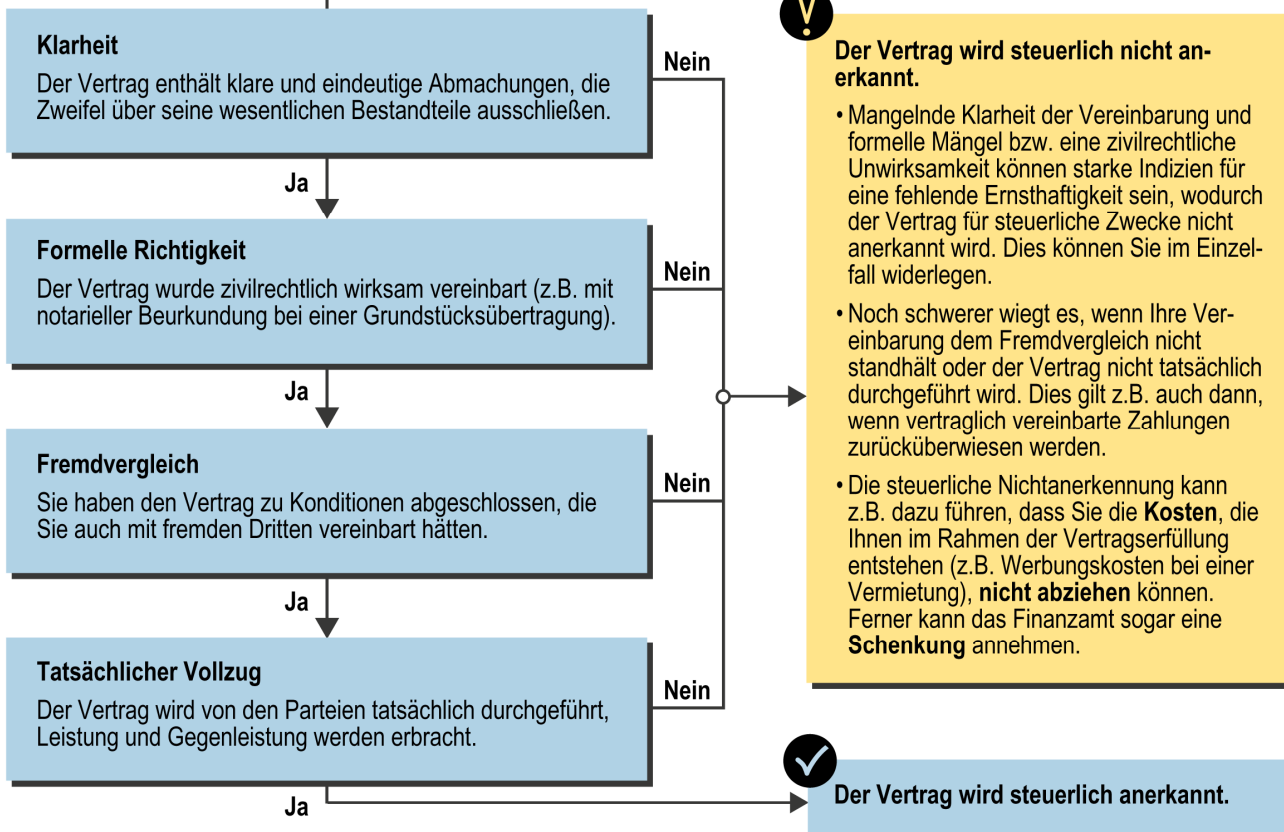 Klarheit
Der Vertrag enthält klare und eindeutige Abmachungen, die
Zweifel über seine wesentlichen Bestandteile ausschließen.
Nein
Ja
Formelle Richtigkeit
Der Vertrag wurde zivilrechtlich wirksam vereinbart (z.B. mit
notarieller Beurkundung bei einer Grundstücksübertragung).
Nein
Ja
Fremdvergleich
Sie haben den Vertrag zu Konditionen abgeschlossen, die
Sie auch mit fremden Dritten vereinbart hätten.
Nein
Ja
Tatsächlicher Vollzug
Der Vertrag wird von den Parteien tatsächlich durchgeführt,
Leistung und Gegenleistung werden erbracht.
Nein
Ja
Der Vertrag wird steuerlich nicht an-
erkannt.
• Mangelnde Klarheit der Vereinbarung und
formelle Mängel bzw. eine zivilrechtliche
Unwirksamkeit können starke Indizien für
eine fehlende Ernsthaftigkeit sein, wodurch
der Vertrag für steuerliche Zwecke nicht
anerkannt wird. Dies können Sie im Einzel-
fall widerlegen.
• Noch schwerer wiegt es, wenn Ihre Ver-
einbarung dem Fremdvergleich nicht
standhält oder der Vertrag nicht tatsächlich
durchgeführt wird. Dies gilt z.B. auch dann,
wenn vertraglich vereinbarte Zahlungen
zurücküberwiesen werden.
• Die steuerliche Nichtanerkennung kann
z.B. dazu führen, dass Sie die Kosten, die
Ihnen im Rahmen der Vertragserfüllung
entstehen (z.B. Werbungskosten bei einer
Vermietung), nicht abziehen können.
Ferner kann das Finanzamt sogar eine
Schenkung annehmen.
Der Vertrag wird steuerlich anerkannt.